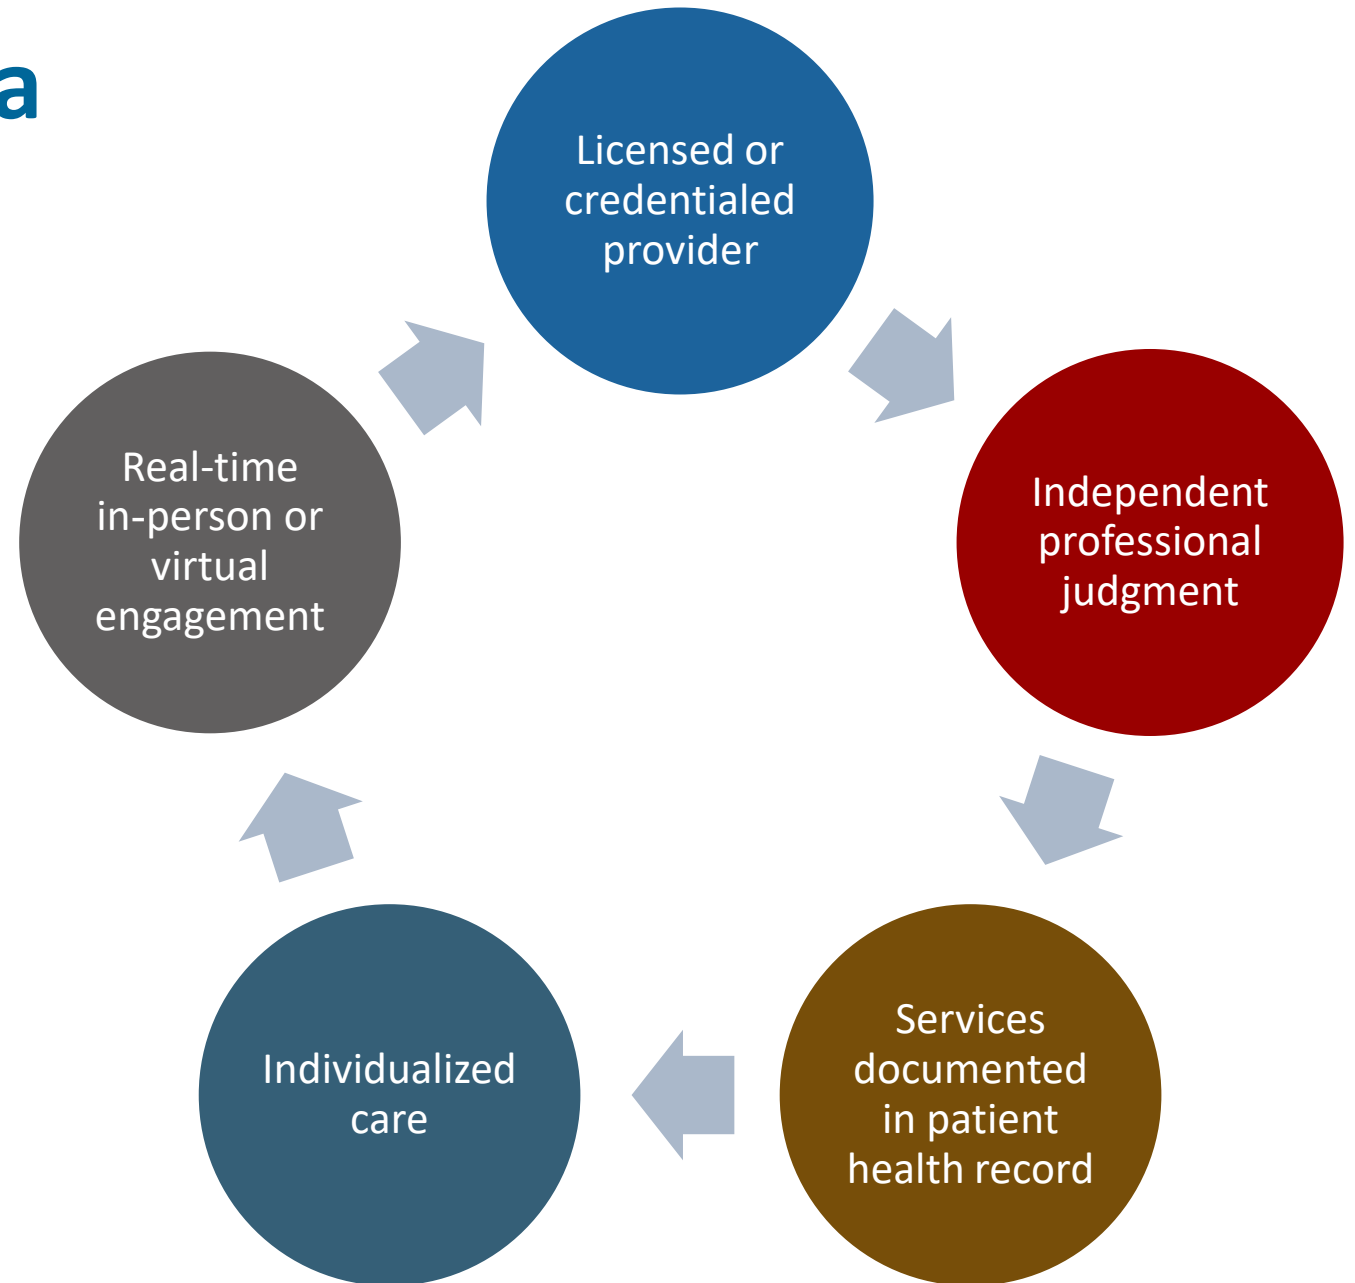 a
Licensed or
credentialed
provider
Independent
professional
judgment
Services
documented
in patient
health record
Individualized
care
Real-time
in-person or
virtual
engagement